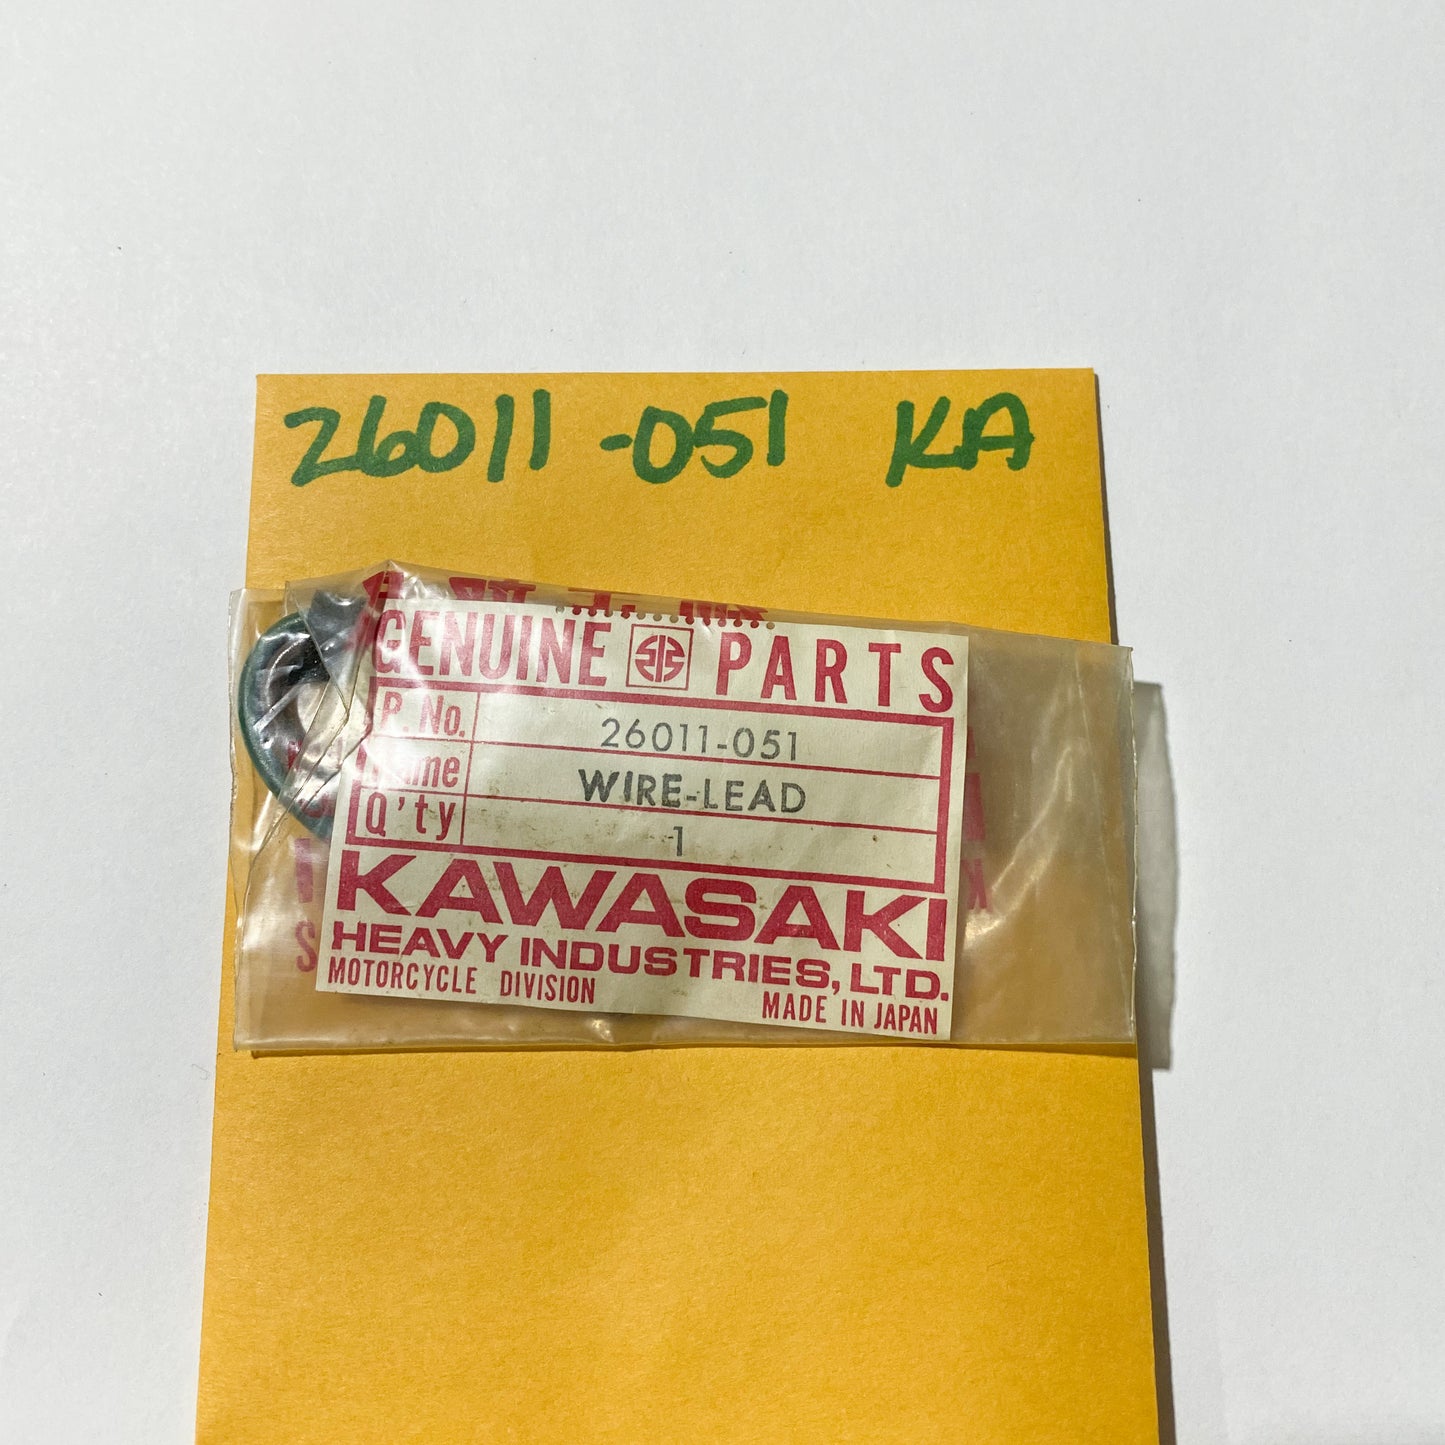 26011-051 KA
GENUINE PARTS
P. No. 26011-051
Name WIRE-LEAD
Q'ty 1
KAWASAKI
HEAVY INDUSTRIES, LTD.
MOTORCYCLE DIVISION
MADE IN JAPAN